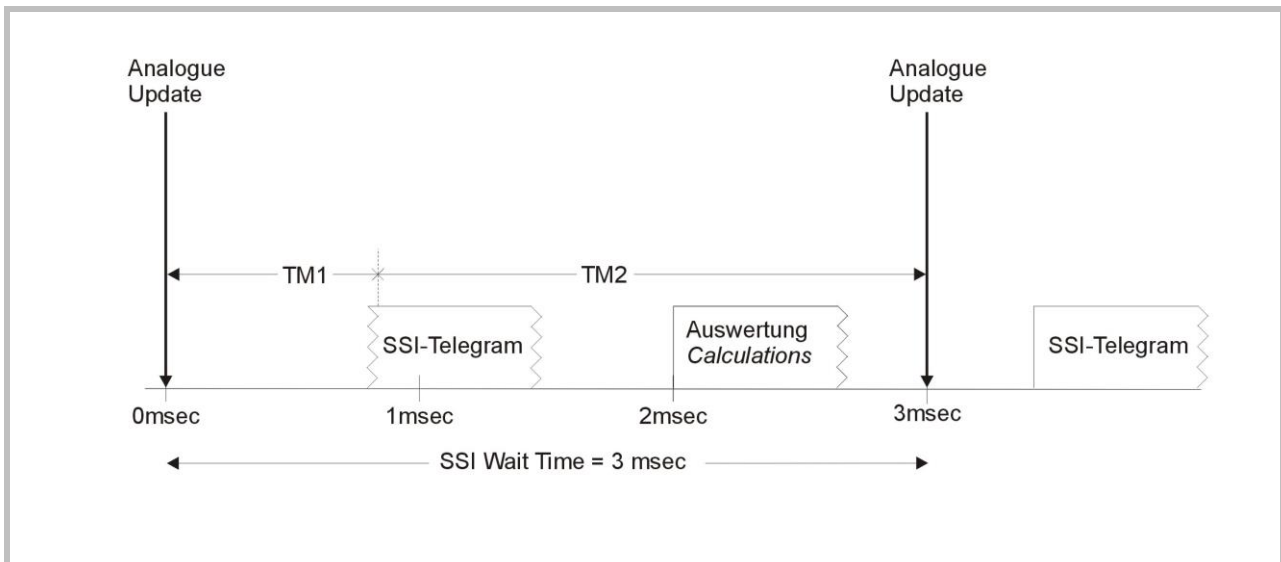 Analogue
Update
Analogue
Update
TM1
TM2
SSI-Telegram
Auswertung
Calculations
SSI-Telegram
0msec
1msec
2msec
3msec
SSI Wait Time = 3 msec